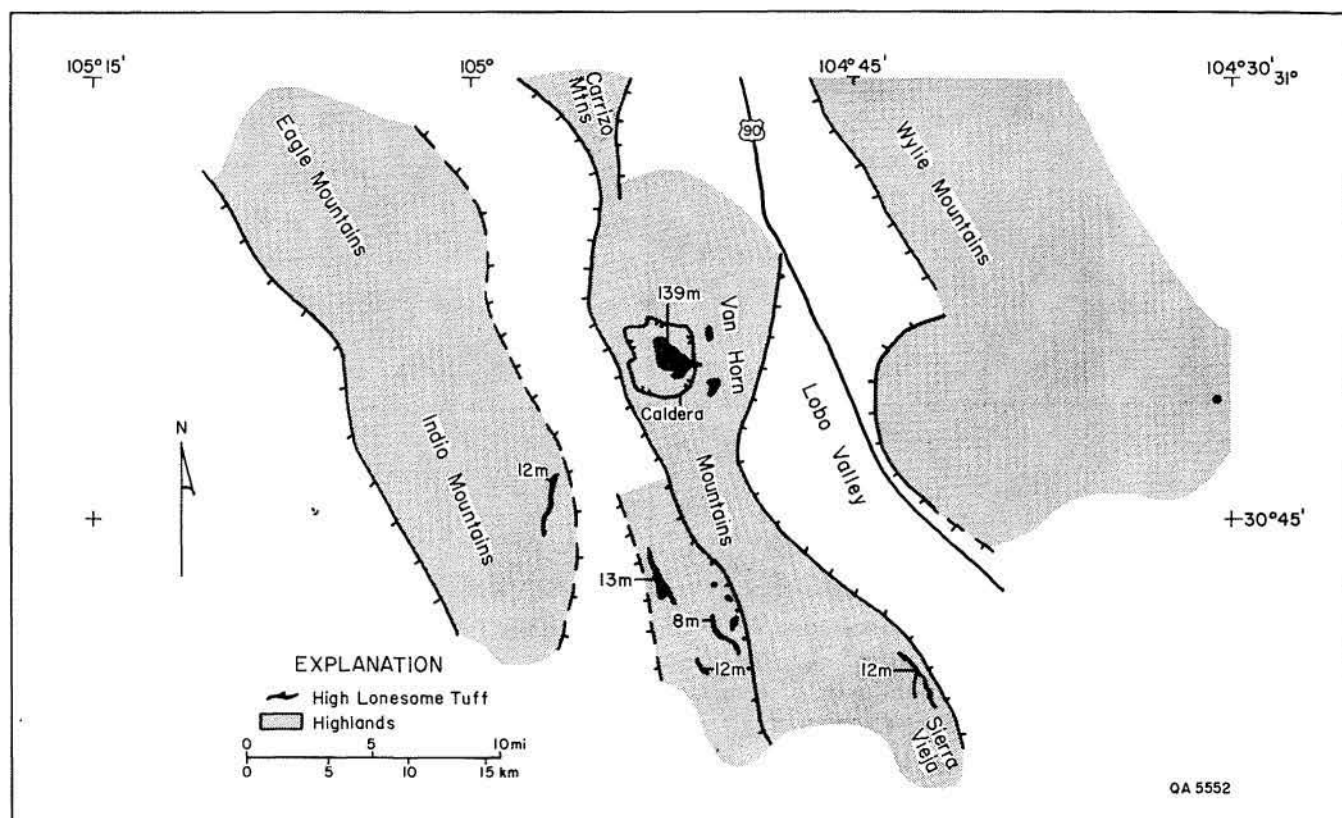 105° 15'
105°
104° 45'
104° 30'
31°
Carrizo
Mtns
90
Eagle
Mountains
Wylie Mountains
139m
Van Horn
Caldera
Lobo Valley
Indio Mountains
12m
N
Mountains
30° 45'
13m
8m
12m
12m
Sierra
Vieja
EXPLANATION
High Lonesome Tuff
Highlands
0 5 10 mi
0 5 10 15 km
QA 5552